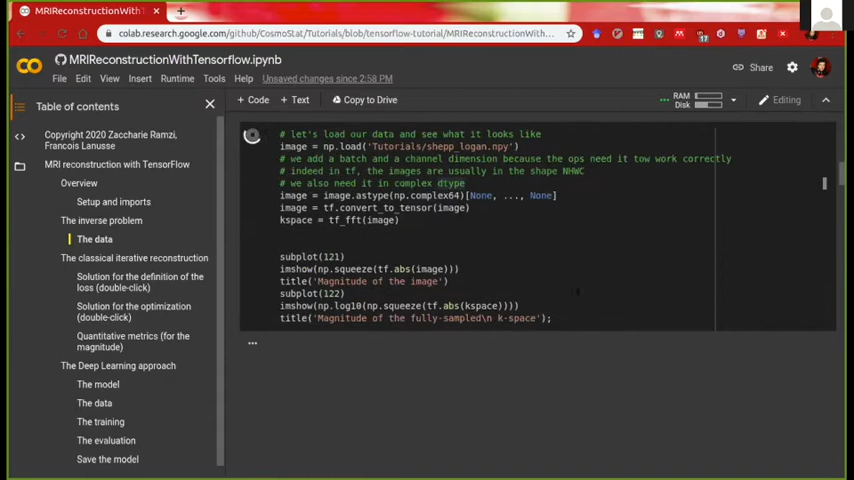 MRIReconstructionWithT
colab.research.google.com/github/CosmoStat/Tutorials/blob/tensorflow-tutorial/MRIReconstructionWith...
17
MRIReconstructionWithTensorflow.ipynb
File Edit View Insert Runtime Tools Help Unsaved changes since 2:58 PM
Share
Table of contents
+ Code + Text Copy to Drive
RAM
Disk
Editing
Copyright 2020 Zaccharie Ramzi,
Francois Lanusse
MRI reconstruction with TensorFlow
Overview
Setup and imports
The inverse problem
The data
The classical iterative reconstruction
Solution for the definition of the
loss (double-click)
Solution for the optimization
(double-click)
Quantitative metrics (for the
magnitude)
The Deep Learning approach
The model
The data
The training
The evaluation
Save the model
# let's load our data and see what it looks like
image = np.load('Tutorials/shepp_logan.npy')
# we add a batch and a channel dimension because the ops need it tow work correctly
# indeed in tf, the images are usually in the shape NHWC
# we also need it in complex dtype
image = image.astype(np.complex64)[None, ..., None]
image = tf.convert_to_tensor(image)
kspace = tf_fft(image)
subplot(121)
imshow(np.squeeze(tf.abs(image)))
title('Magnitude of the image')
subplot(122)
imshow(np.log10(np.squeeze(tf.abs(kspace))))
title('Magnitude of the fully-sampled\n k-space');
...